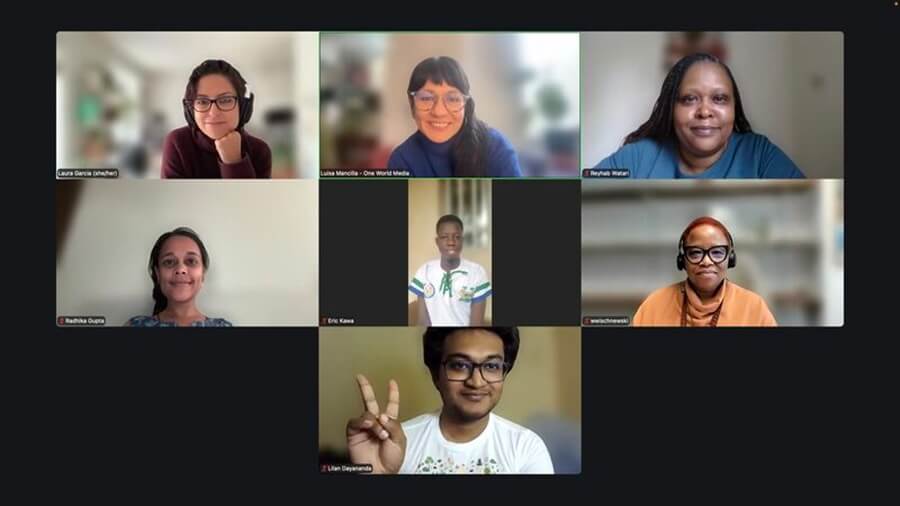 Laura Garcia (she/her)
Luisa Mancilla - One World Media
Reyhab Watari
Radhika Gupta
Eric Kawa
wwischnewski
Lilan Dayananda